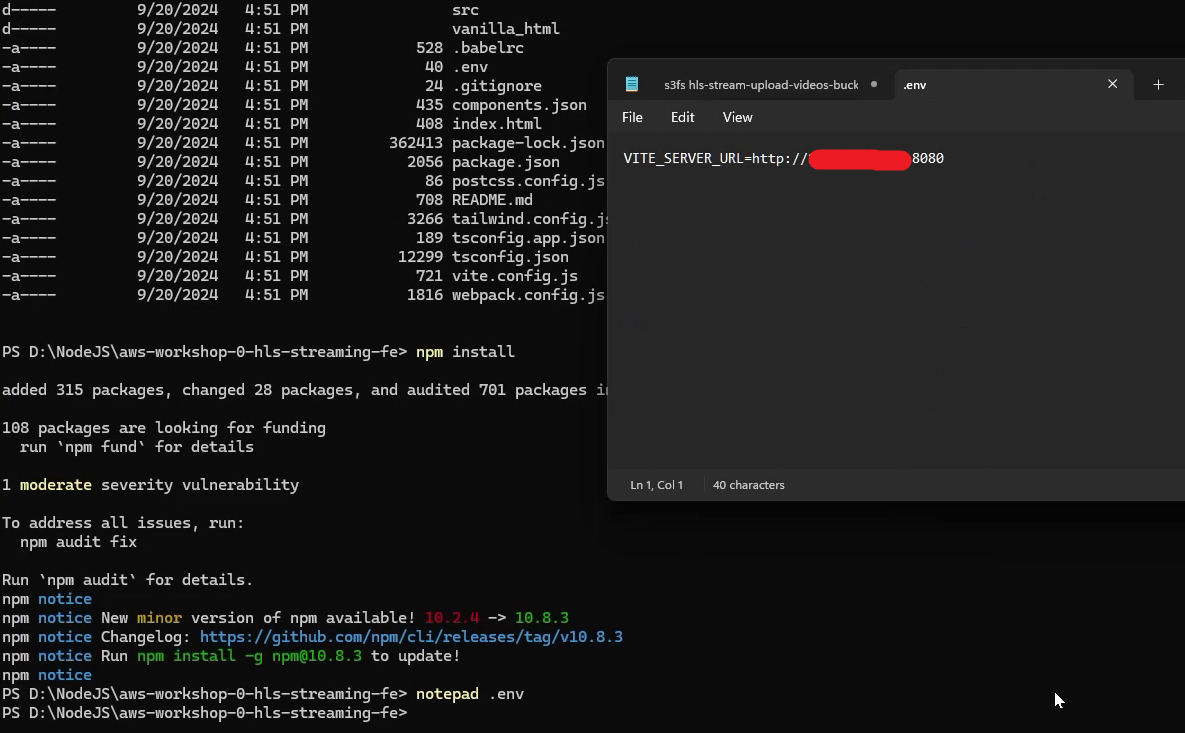 d----- 9/20/2024 4:51 PM src
d----- 9/20/2024 4:51 PM vanilla_html
-a---- 9/20/2024 4:51 PM 528 .babelrc
-a---- 9/20/2024 4:51 PM 40 .env
-a---- 9/20/2024 4:51 PM 24 .gitignore
-a---- 9/20/2024 4:51 PM 435 components.json
-a---- 9/20/2024 4:51 PM 408 index.html
-a---- 9/20/2024 4:51 PM 362413 package-lock.json
-a---- 9/20/2024 4:51 PM 2056 package.json
-a---- 9/20/2024 4:51 PM 86 postcss.config.js
-a---- 9/20/2024 4:51 PM 708 README.md
-a---- 9/20/2024 4:51 PM 3266 tailwind.config.js
-a---- 9/20/2024 4:51 PM 189 tsconfig.app.json
-a---- 9/20/2024 4:51 PM 12299 tsconfig.json
-a---- 9/20/2024 4:51 PM 721 vite.config.js
-a---- 9/20/2024 4:51 PM 1816 webpack.config.js
PS D:\NodeJS\aws-workshop-0-hls-streaming-fe> npm install
added 315 packages, changed 28 packages, and audited 701 packages
108 packages are looking for funding
run `npm fund` for details
1 moderate severity vulnerability
To address all issues, run:
npm audit fix
Run `npm audit` for details.
npm notice
npm notice New minor version of npm available! 10.2.4 -> 10.8.3
npm notice Changelog: https://github.com/npm/cli/releases/tag/v10.8.3
npm notice Run npm install -g npm@10.8.3 to update!
npm notice
PS D:\NodeJS\aws-workshop-0-hls-streaming-fe> notepad .env
PS D:\NodeJS\aws-workshop-0-hls-streaming-fe>
s3fs hls-stream-upload-videos-buck
.env
File Edit View
VITE_SERVER_URL=http:// 8080
Ln 1, Col 1 40 characters